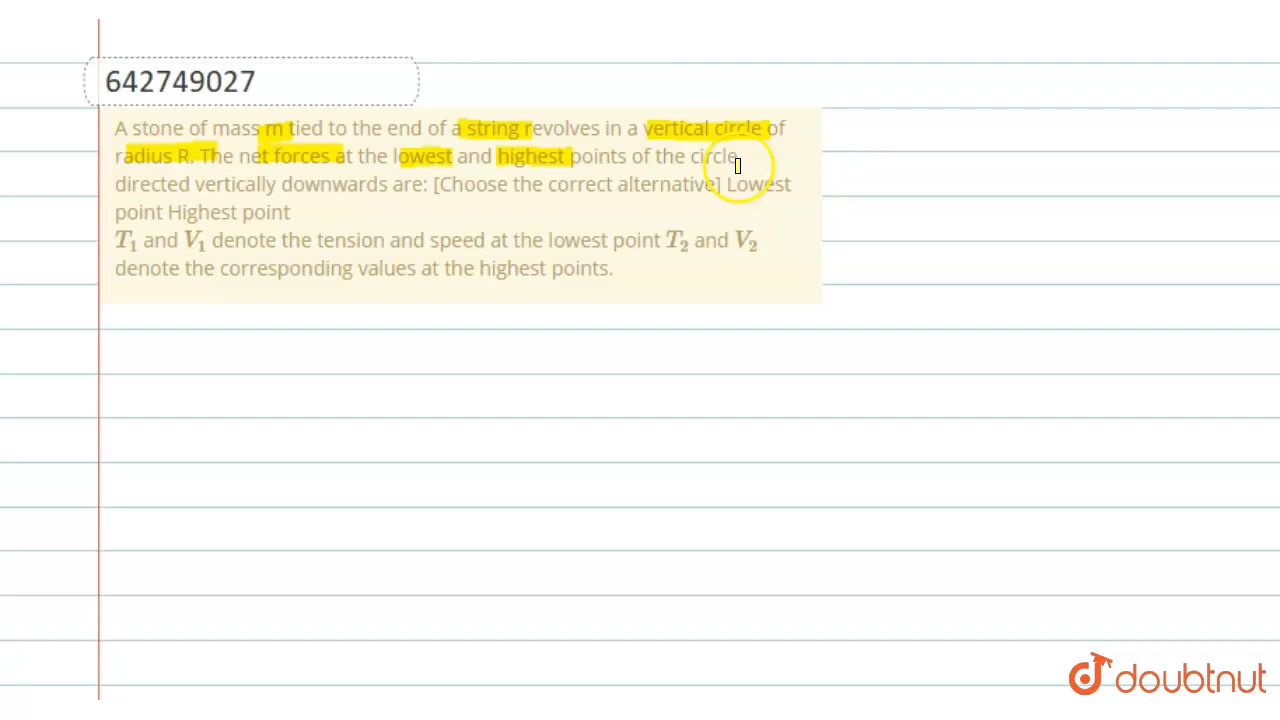 642749027
A stone of mass m tied to the end of a string revolves in a vertical circle of
radius R. The net forces at the lowest and highest points of the circle
directed vertically downwards are: [Choose the correct alternative] Lowest
point Highest point
T₁ and V₁ denote the tension and speed at the lowest point T₂ and V₂
denote the corresponding values at the highest points.
doubtnut